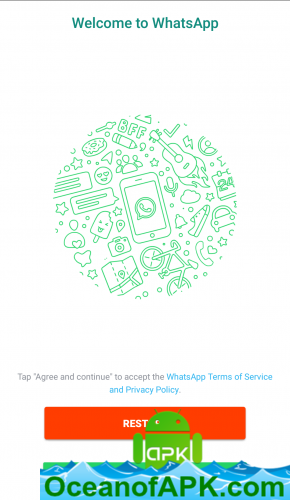 Welcome to WhatsApp
BFF
24
Tap "Agree and continue" to accept the WhatsApp Terms of Service
and Privacy Policy.
REST
apk
OceanofAPK.com